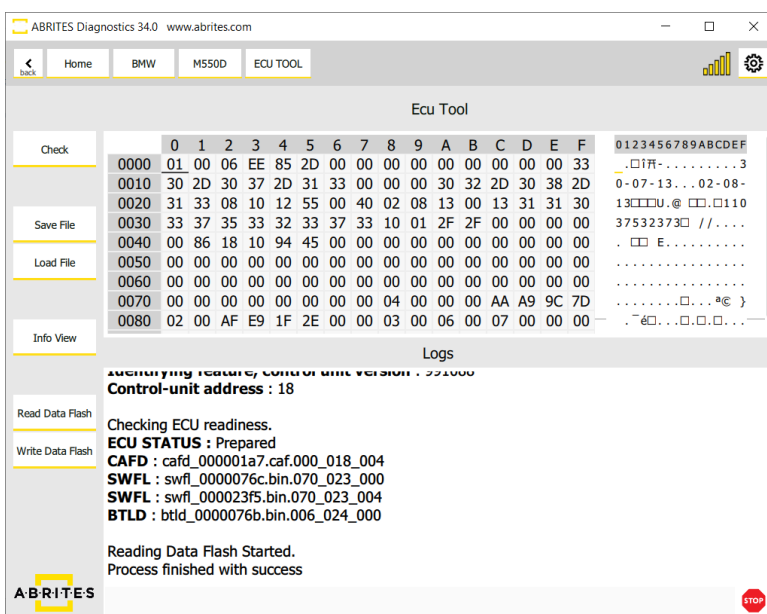 ABRITES Diagnostics 34.0 www.abrites.com
back Home BMW M550D ECU TOOL
Ecu Tool
Check
Save File
Load File
Info View
Read Data Flash
Write Data Flash
0 1 2 3 4 5 6 7 8 9 A B C D E F 0123456789ABCDEF
0000 01 00 06 EE 85 2D 00 00 00 00 00 00 00 00 00 33
0010 30 2D 30 37 2D 31 33 00 00 00 30 32 2D 30 38 2D 0-07-13...02-08-
0020 31 33 08 10 12 55 00 40 02 08 13 00 13 31 31 30 13□□□U.@ □□.□110
0030 33 37 35 33 32 33 37 33 10 01 2F 2F 00 00 00 00 37532373□ //....
0040 00 86 18 10 94 45 00 00 00 00 00 00 00 00 00 00 . □□ E..........
0050 00 00 00 00 00 00 00 00 00 00 00 00 00 00 00 00 ................
0060 00 00 00 00 00 00 00 00 00 00 00 00 00 00 00 00 ................
0070 00 00 00 00 00 00 00 00 04 00 00 00 AA A9 9C 7D ........□...ª© }
0080 02 00 AF E9 1F 2E 00 00 03 00 06 00 07 00 00 00 .¯é□...□.□.□...
Logs
Identifying feature, control unit version : 991088
Control-unit address : 18
Checking ECU readiness.
ECU STATUS : Prepared
CAFD : cafd_000001a7.caf.000_018_004
SWFL : swfl_0000076c.bin.070_023_000
SWFL : swfl_000023f5.bin.070_023_004
BTLD : btld_0000076b.bin.006_024_000
Reading Data Flash Started.
Process finished with success
A·B·R·I·T·E·S
STOP